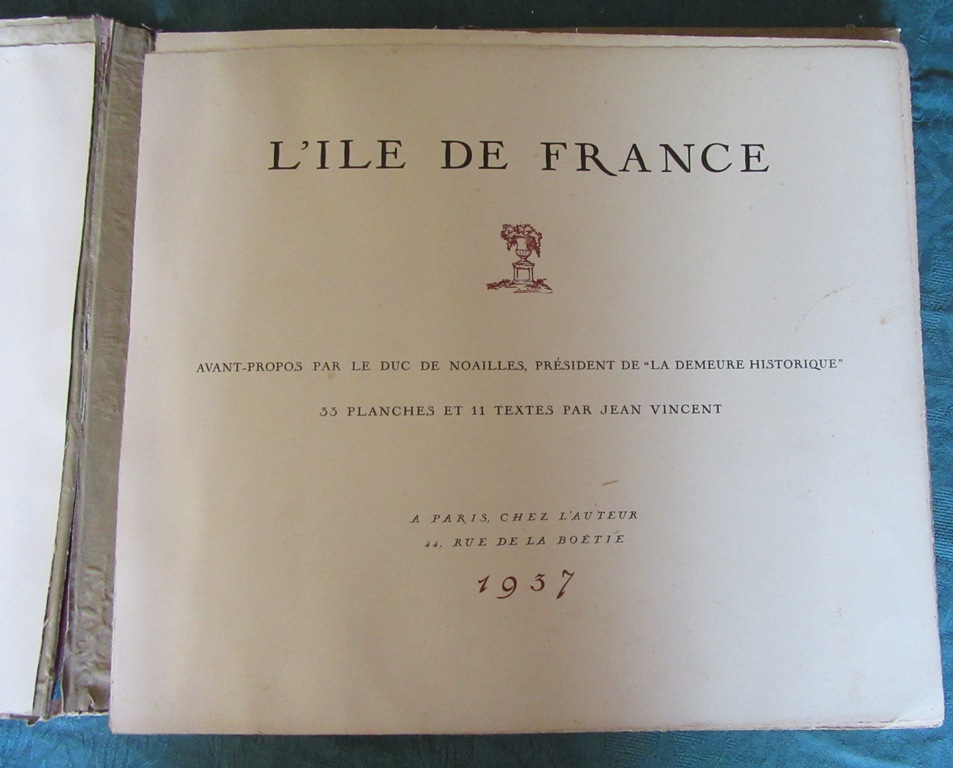 L'ILE DE FRANCE
AVANT-PROPOS PAR LE DUC DE NOAILLES, PRÉSIDENT DE "LA DEMEURE HISTORIQUE"
33 PLANCHES ET 11 TEXTES PAR JEAN VINCENT
A PARIS, CHEZ L'AUTEUR
44, RUE DE LA BOÉTIE
1937